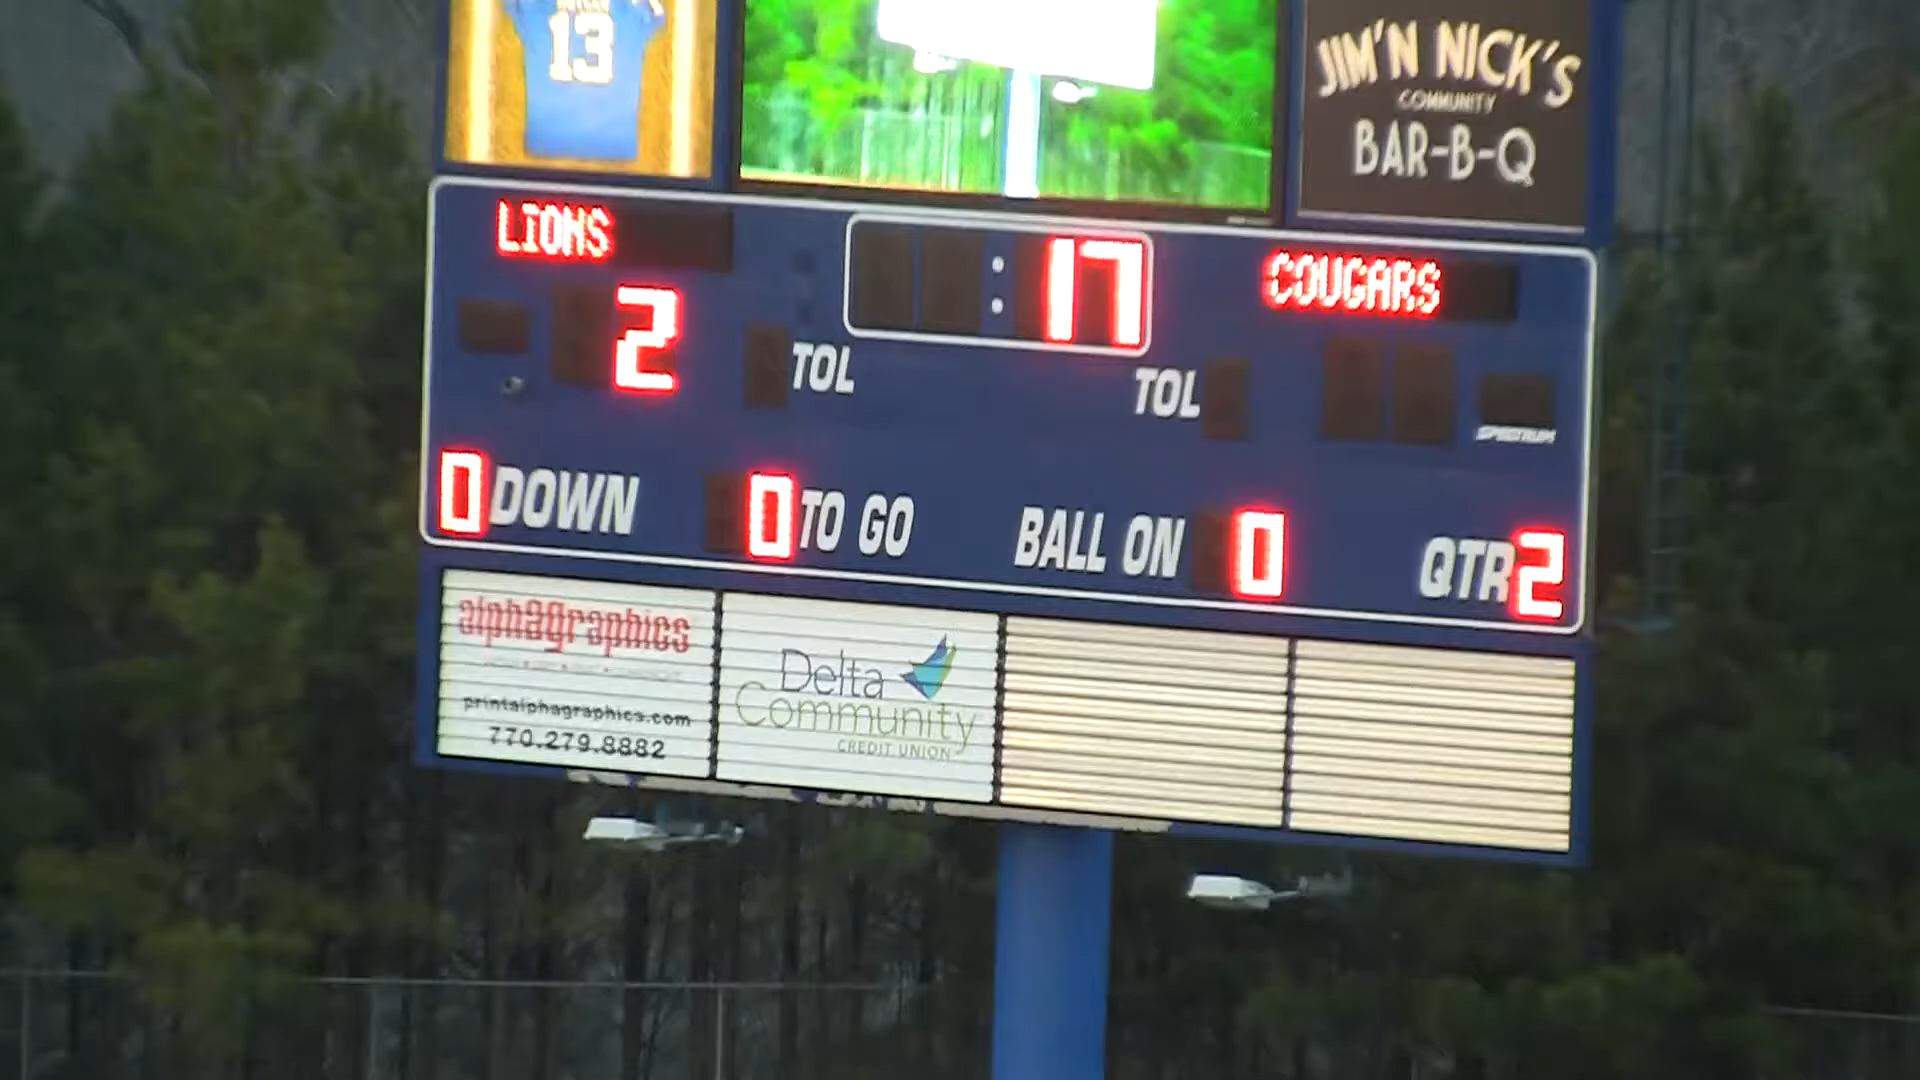 13
JIM'N NICK'S
COMMUNITY
BAR-B-Q
LIONS
:17
COUGARS
2
TOL
TOL
SPECTRUM
0 DOWN
0 TO GO
BALL ON 0
QTR 2
alphagraphics
printalphagraphics.com
770.279.8882
Delta
Community
CREDIT UNION